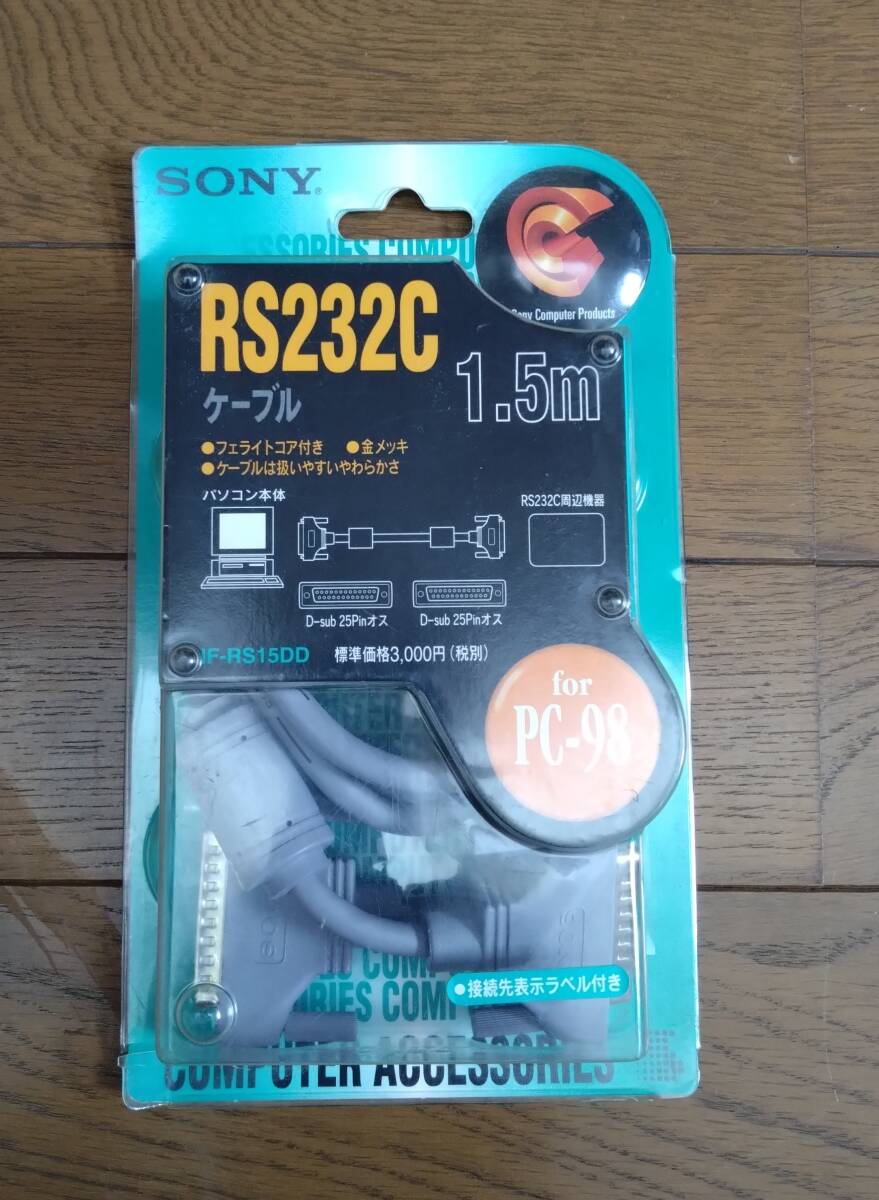 SONY®
Sony Computer Products
RS232C
ケーブル
1.5m
●フェライトコア付き ●金メッキ
●ケーブルは扱いやすいやわらかさ
パソコン本体
RS232C周辺機器
D-sub 25Pinオス
D-sub 25Pinオス
IF-RS15DD
標準価格3,000円(税別)
for
PC-98
SONY
●接続先表示ラベル付き
COMPUTER ACCESSORIES